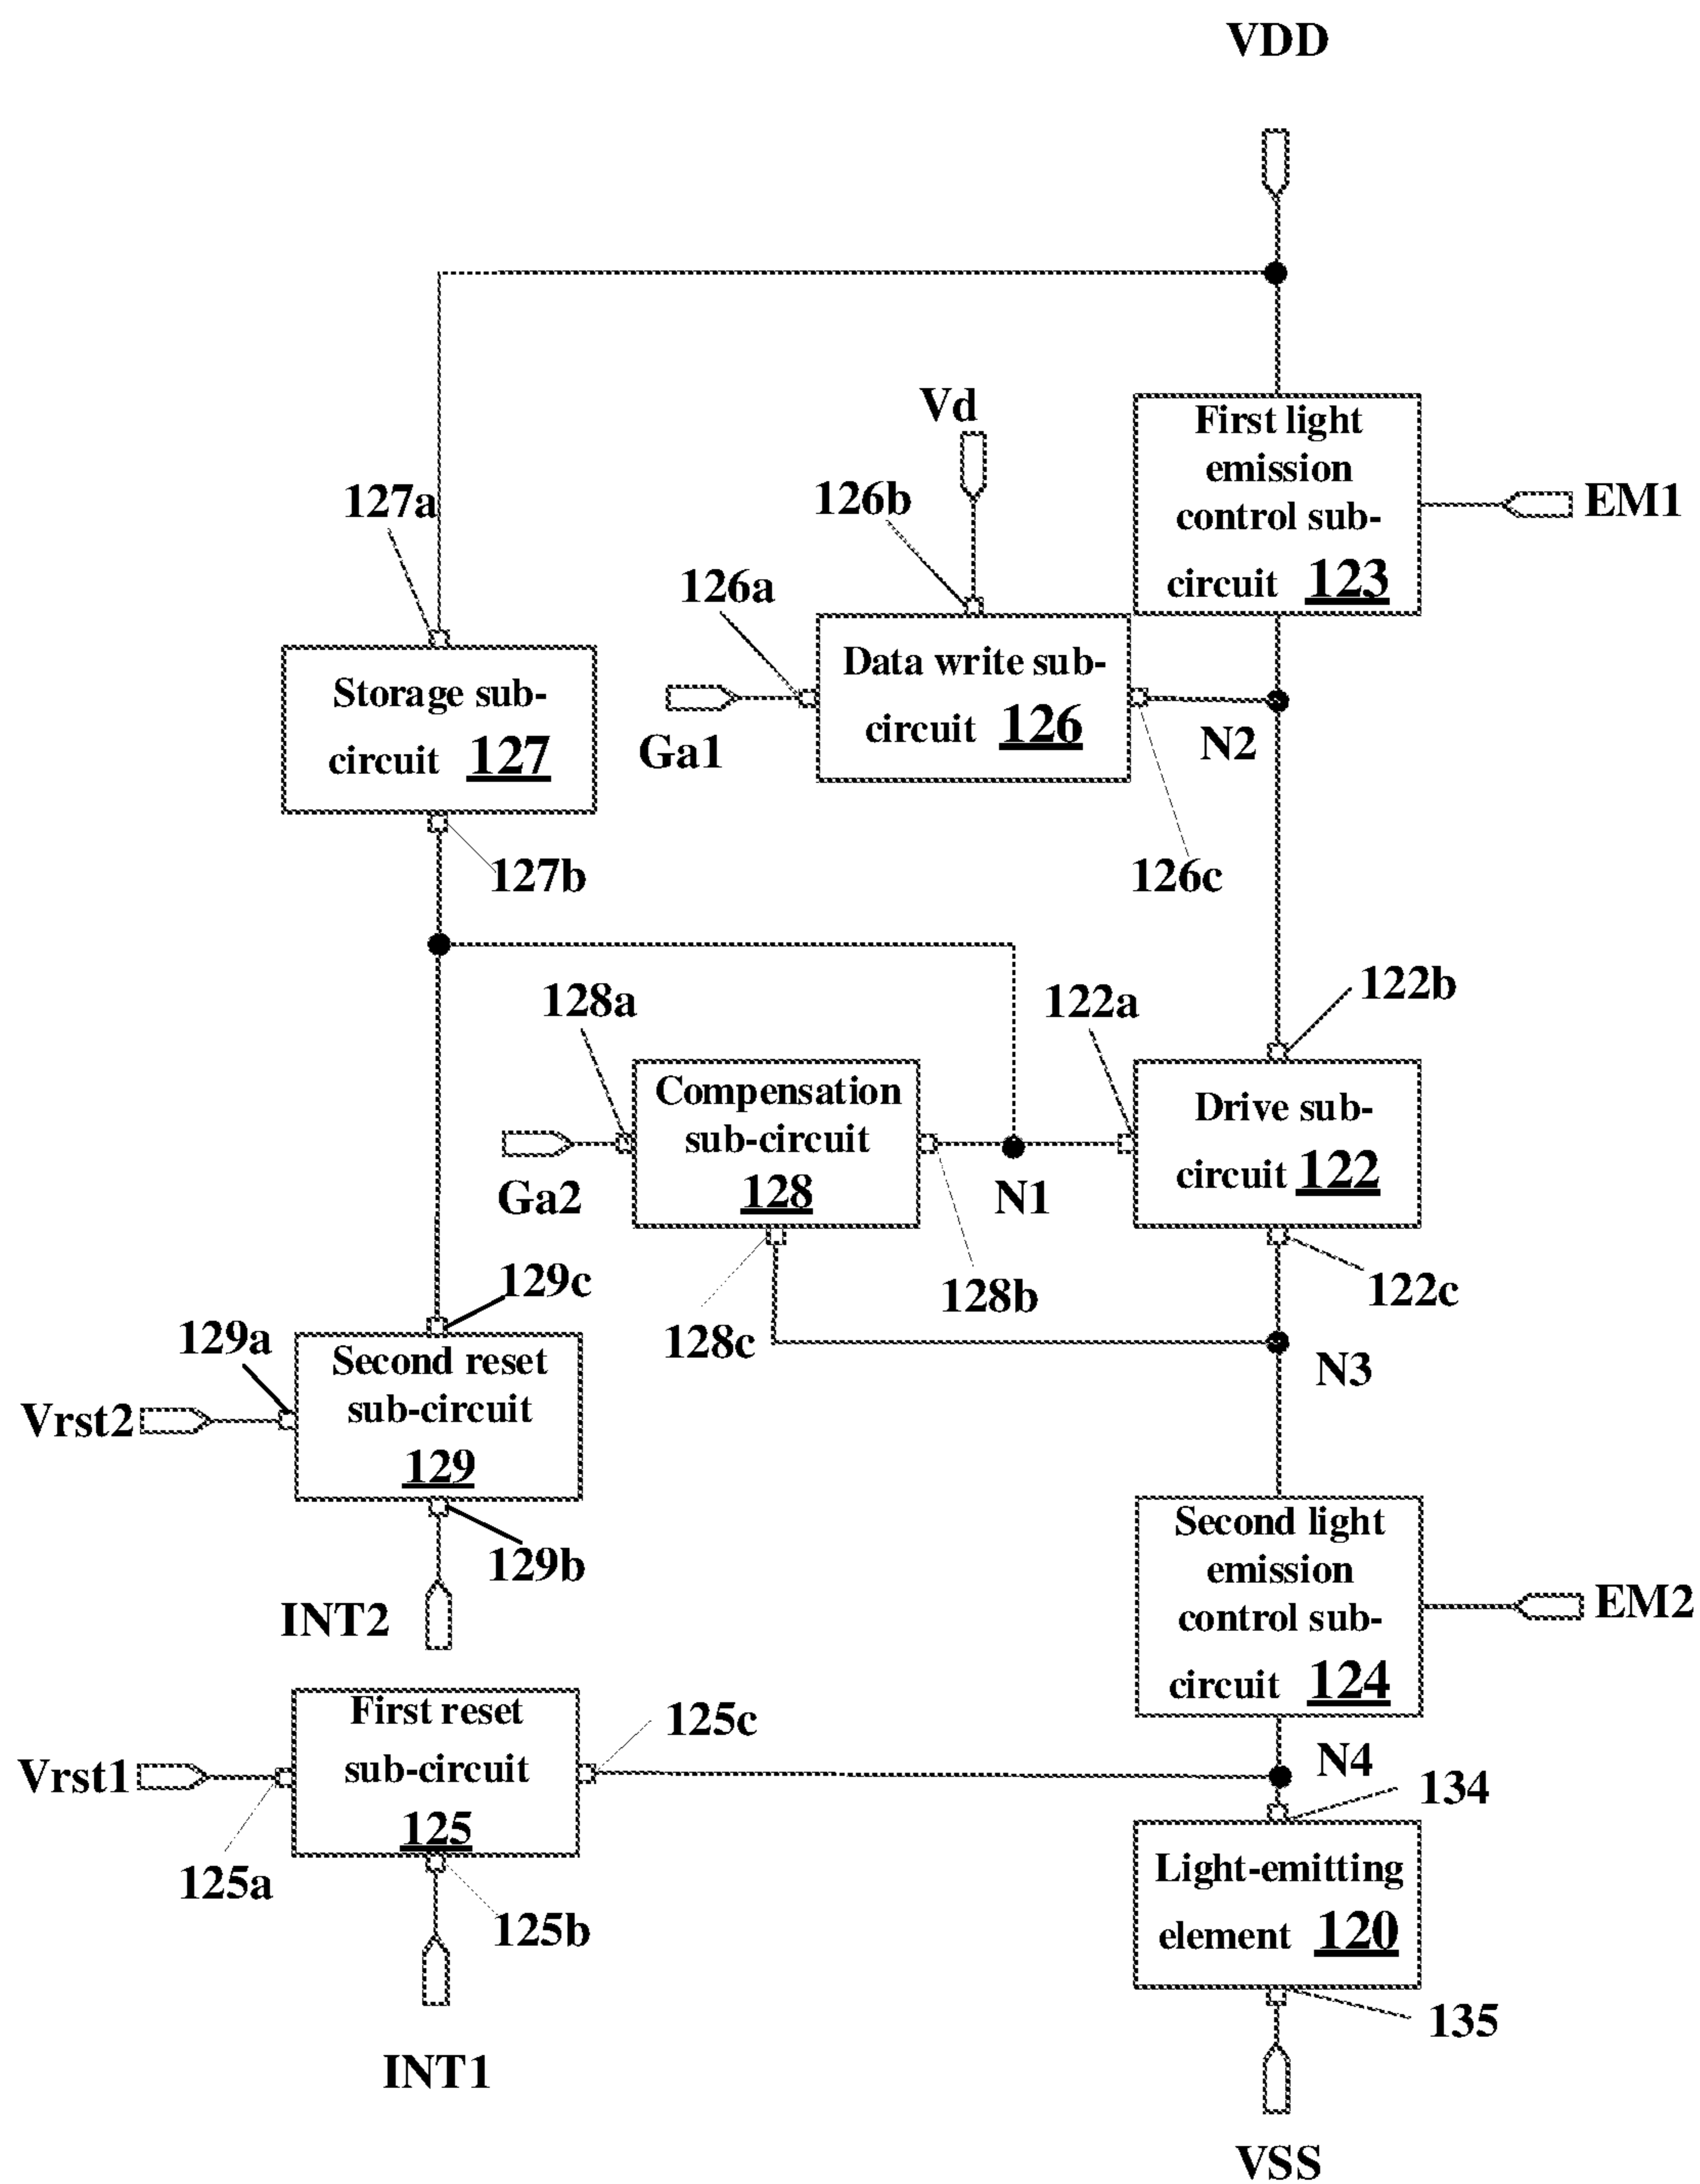 VDD
Vd
First light
emission
control sub-
circuit 123
EM1
127a
126b
126a
Data write sub-
circuit 126
Storage sub-
circuit 127
Ga1
N2
127b
126c
122b
128a
122a
Compensation
sub-circuit
128
Drive sub-
circuit 122
Ga2
N1
129c
128b
122c
129a
128c
N3
Second reset
sub-circuit
129
Vrst2
129b
INT2
Second light
emission
control sub-
circuit 124
EM2
First reset
sub-circuit
125
125c
N4
Vrst1
134
125a
125b
Light-emitting
element 120
135
INT1
VSS